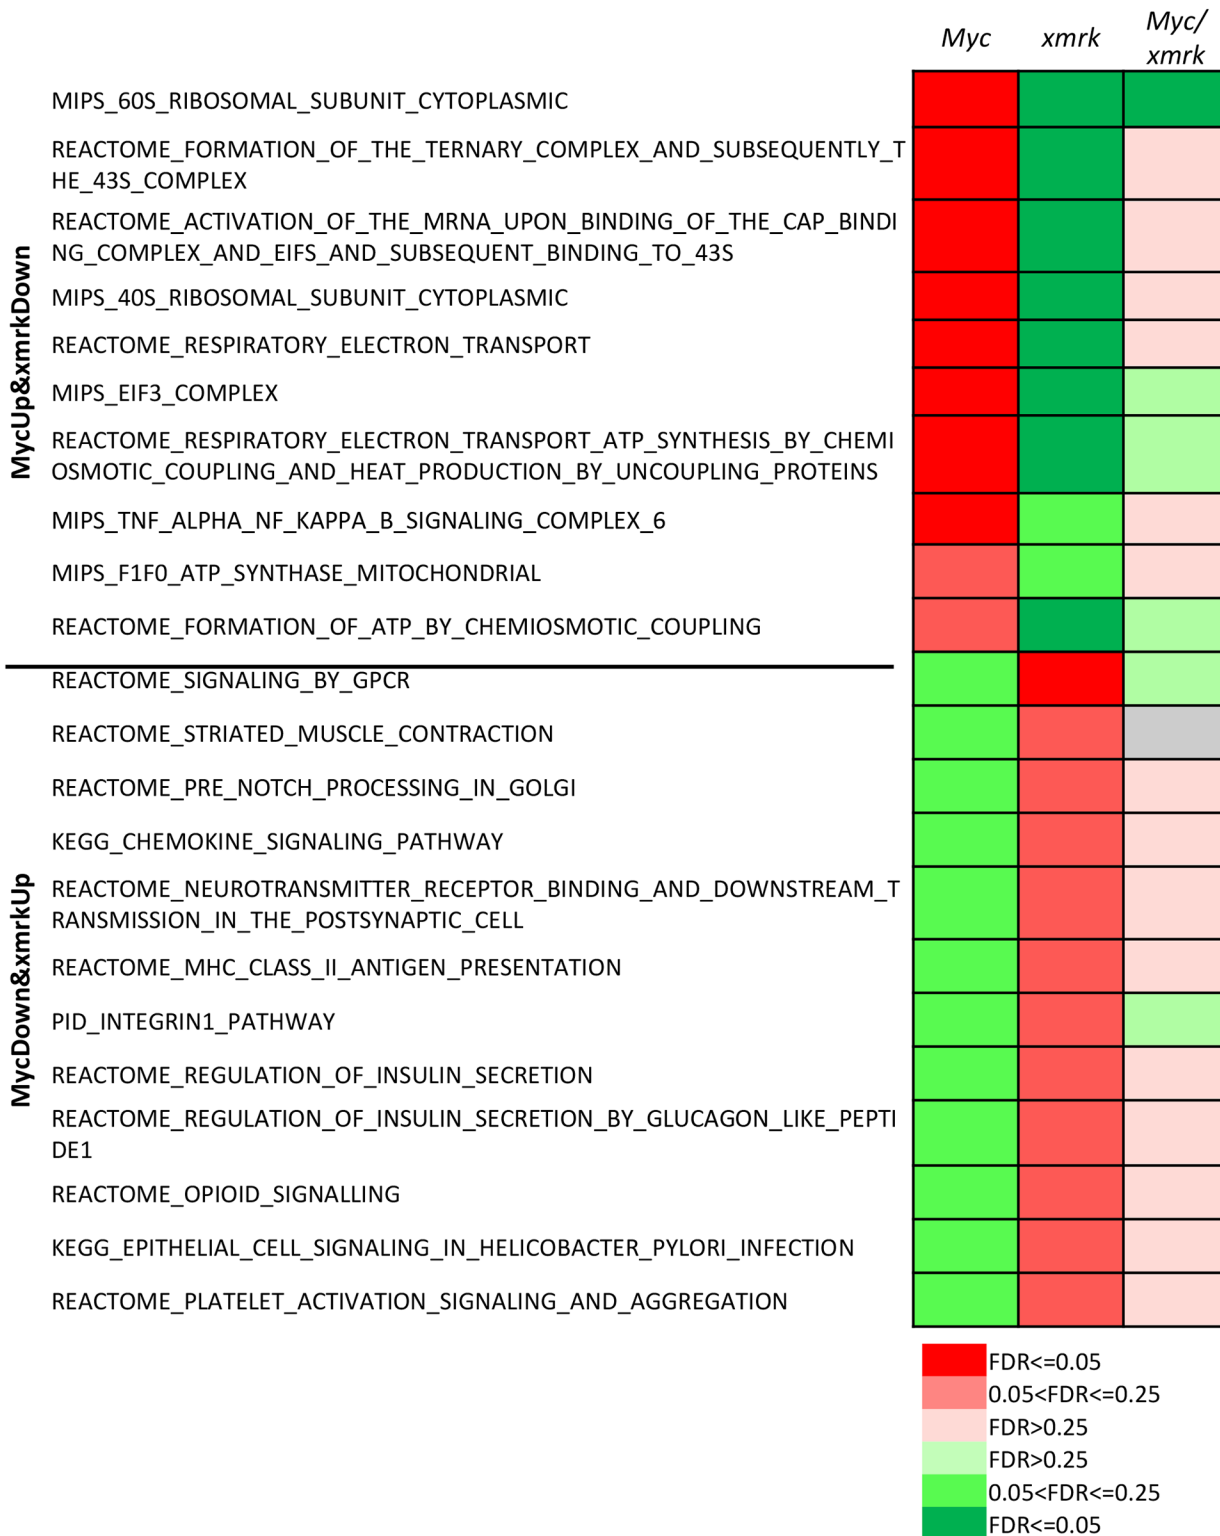 Myc xmrk Myc/
xmrk
MycUp&xmrkDown
MIPS_60S_RIBOSOMAL_SUBUNIT_CYTOPLASMIC
REACTOME_FORMATION_OF_THE_TERNARY_COMPLEX_AND_SUBSEQUENTLY_T
HE_43S_COMPLEX
REACTOME_ACTIVATION_OF_THE_MRNA_UPON_BINDING_OF_THE_CAP_BINDI
NG_COMPLEX_AND_EIFS_AND_SUBSEQUENT_BINDING_TO_43S
MIPS_40S_RIBOSOMAL_SUBUNIT_CYTOPLASMIC
REACTOME_RESPIRATORY_ELECTRON_TRANSPORT
MIPS_EIF3_COMPLEX
REACTOME_RESPIRATORY_ELECTRON_TRANSPORT_ATP_SYNTHESIS_BY_CHEMI
OSMOTIC_COUPLING_AND_HEAT_PRODUCTION_BY_UNCOUPLING_PROTEINS
MIPS_TNF_ALPHA_NF_KAPPA_B_SIGNALING_COMPLEX_6
MIPS_F1F0_ATP_SYNTHASE_MITOCHONDRIAL
REACTOME_FORMATION_OF_ATP_BY_CHEMIOSMOTIC_COUPLING
MycDown&xmrkUp
REACTOME_SIGNALING_BY_GPCR
REACTOME_STRIATED_MUSCLE_CONTRACTION
REACTOME_PRE_NOTCH_PROCESSING_IN_GOLGI
KEGG_CHEMOKINE_SIGNALING_PATHWAY
REACTOME_NEUROTRANSMITTER_RECEPTOR_BINDING_AND_DOWNSTREAM_T
RANSMISSION_IN_THE_POSTSYNAPTIC_CELL
REACTOME_MHC_CLASS_II_ANTIGEN_PRESENTATION
PID_INTEGRIN1_PATHWAY
REACTOME_REGULATION_OF_INSULIN_SECRETION
REACTOME_REGULATION_OF_INSULIN_SECRETION_BY_GLUCAGON_LIKE_PEPTI
DE1
REACTOME_OPIOID_SIGNALLING
KEGG_EPITHELIAL_CELL_SIGNALING_IN_HELICOBACTER_PYLORI_INFECTION
REACTOME_PLATELET_ACTIVATION_SIGNALING_AND_AGGREGATION
FDR<=0.05
0.05<FDR<=0.25
FDR>0.25
FDR>0.25
0.05<FDR<=0.25
FDR<=0.05